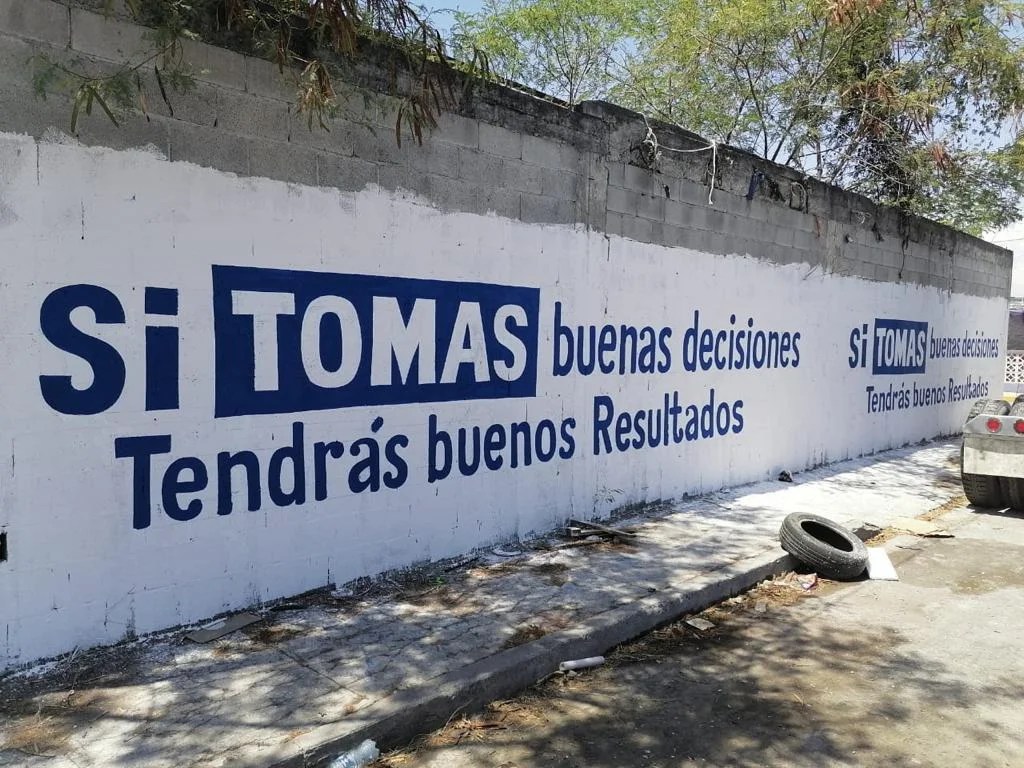 Si TOMAS buenas decisiones
Tendrás buenos Resultados
Si TOMAS buenas decisiones
Tendrás buenos Resultados